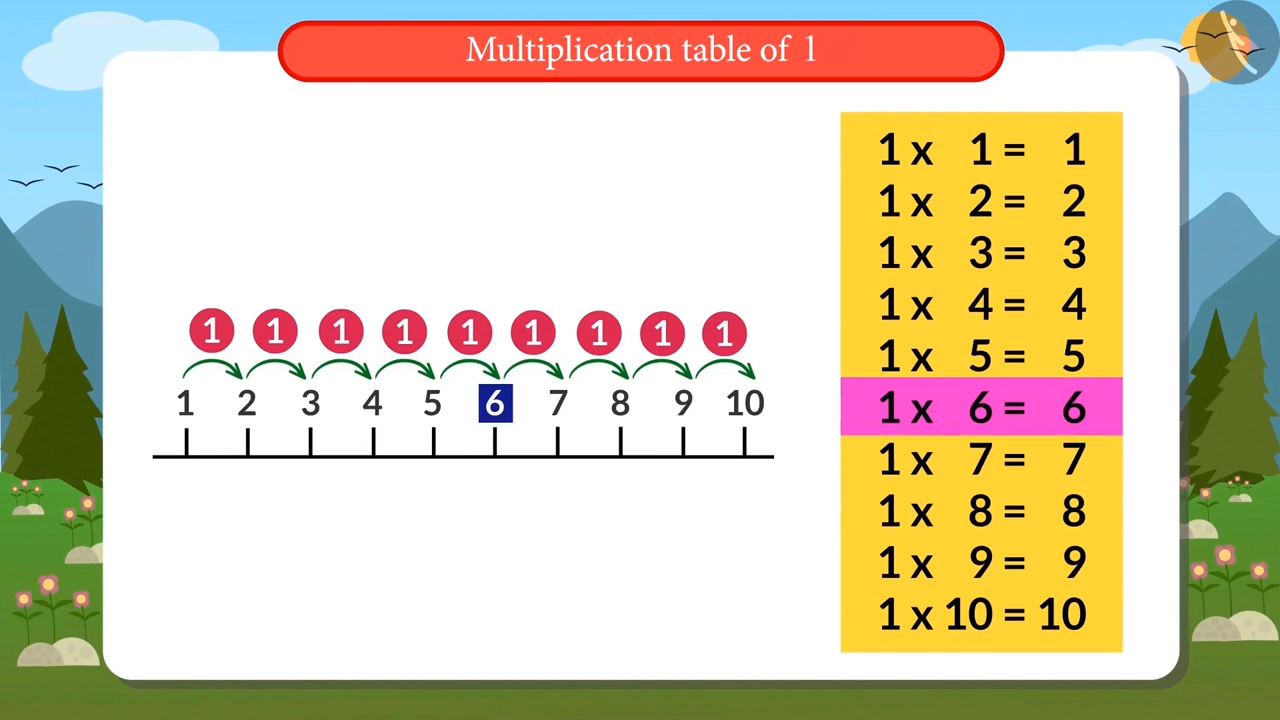 Multiplication table of 1
1 1 1 1 1 1 1 1 1
1 2 3 4 5 6 7 8 9 10
1 x 1 = 1
1 x 2 = 2
1 x 3 = 3
1 x 4 = 4
1 x 5 = 5
1 x 6 = 6
1 x 7 = 7
1 x 8 = 8
1 x 9 = 9
1 x 10 = 10